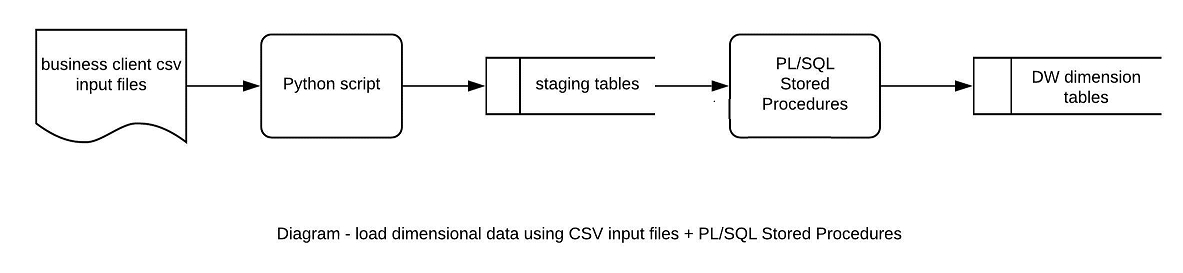 business client csv
input files
Python script
staging tables
PL/SQL
Stored
Procedures
DW dimension
tables
Diagram - load dimensional data using CSV input files + PL/SQL Stored Procedures